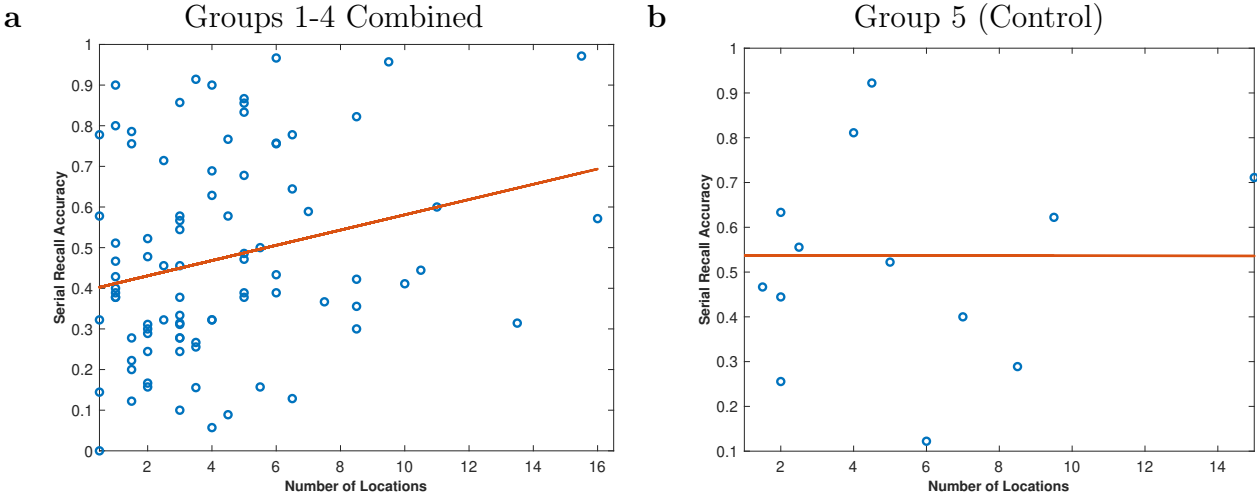 a Groups 1-4 Combined
Serial Recall Accuracy
1
0.9
0.8
0.7
0.6
0.5
0.4
0.3
0.2
0.1
0
2 4 6 8 10 12 14 16
Number of Locations
b Group 5 (Control)
Serial Recall Accuracy
1
0.9
0.8
0.7
0.6
0.5
0.4
0.3
0.2
0.1
2 4 6 8 10 12 14
Number of Locations